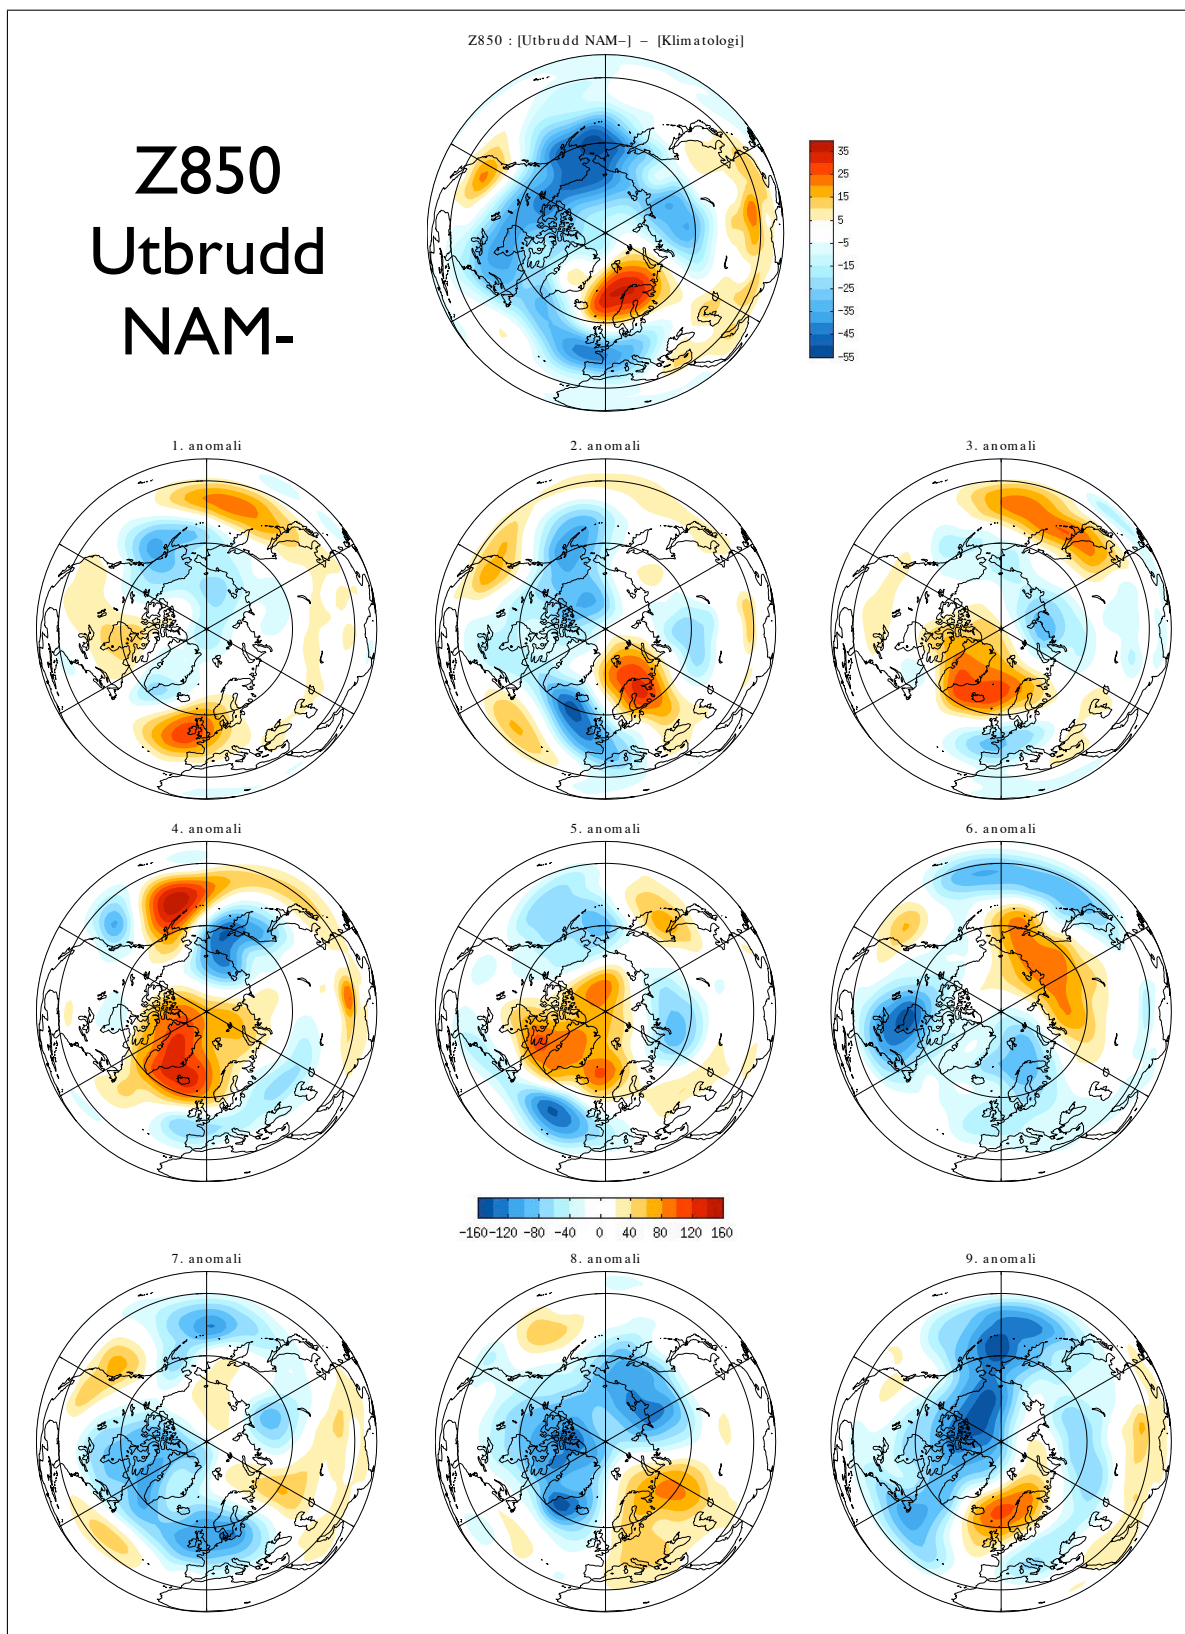 Z850 : [Utbrudd NAM–] – [Klimatologi]
Z850
Utbrudd
NAM-
35
25
15
5
−5
−15
−25
−35
−45
−55
1. anomali
2. anomali
3. anomali
4. anomali
5. anomali
6. anomali
−160 −120 −80 −40 0 40 80 120 160
7. anomali
8. anomali
9. anomali